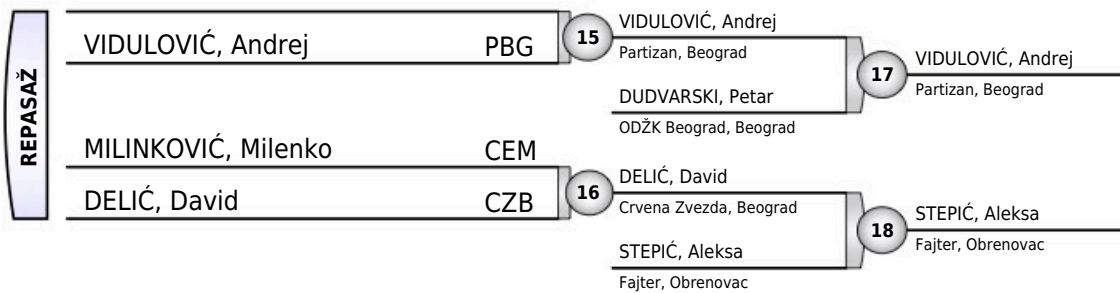 REPASAŽ
VIDULOVIĆ, Andrej PBG
MILINKOVIĆ, Milenko CEM
DELIĆ, David CZB
15
16
VIDULOVIĆ, Andrej
Partizan, Beograd
DUDVARSKI, Petar
ODŽK Beograd, Beograd
DELIĆ, David
Crvena Zvezda, Beograd
STEPIĆ, Aleksa
Fajter, Obrenovac
17
18
VIDULOVIĆ, Andrej
Partizan, Beograd
STEPIĆ, Aleksa
Fajter, Obrenovac